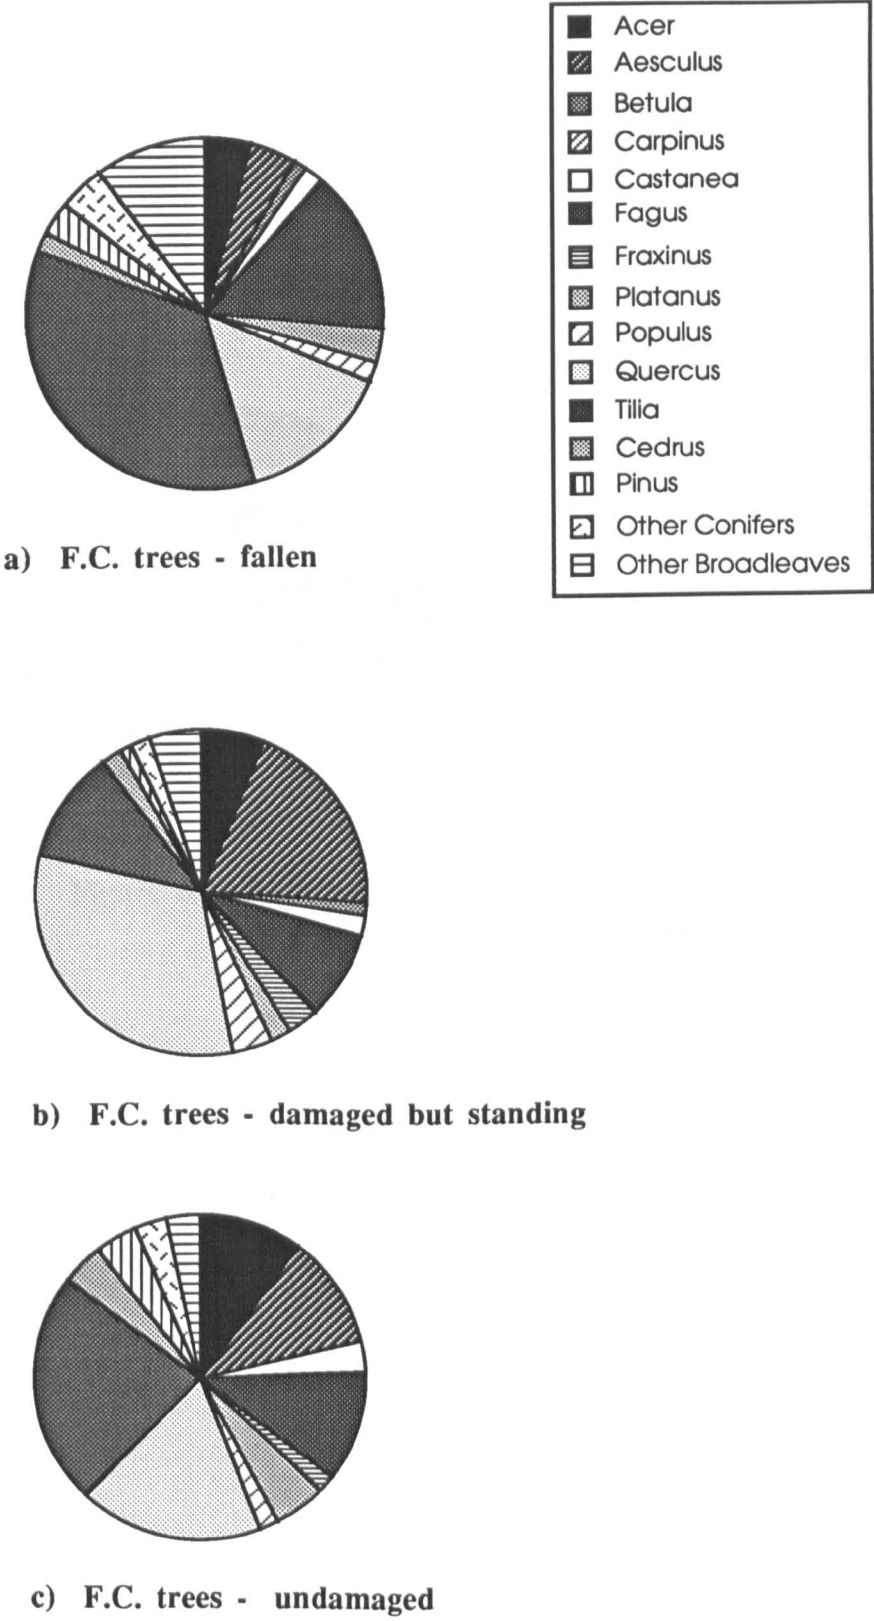 Acer
Aesculus
Betula
Carpinus
Castanea
Fagus
Fraxinus
Platanus
Populus
Quercus
Tilia
Cedrus
Pinus
Other Conifers
Other Broadleaves
a) F.C. trees - fallen
b) F.C. trees - damaged but standing
c) F.C. trees - undamaged